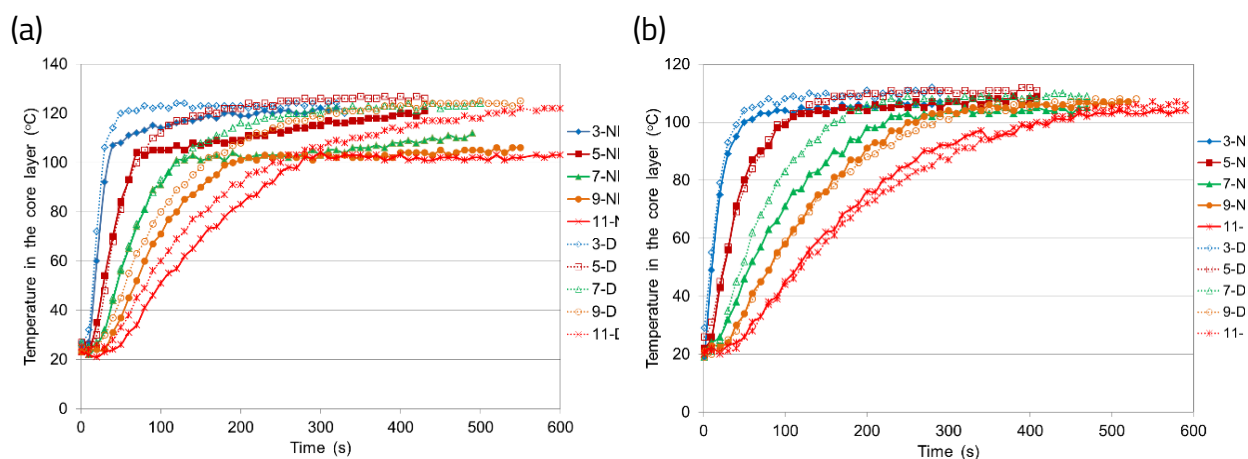 (a)
(b)
Temperature in the core layer (°C)
140
120
100
80
60
40
20
0
0
100
200
300
400
500
600
Time (s)
3-NI
5-NI
7-NI
9-NI
11-N
3-D
5-D
7-D
9-D
11-D
Temperature in the core layer (°C)
120
100
80
60
40
20
0
0
100
200
300
400
500
600
Time (s)
3-N
5-N
7-N
9-N
11-
3-D
5-D
7-D
9-D
11-